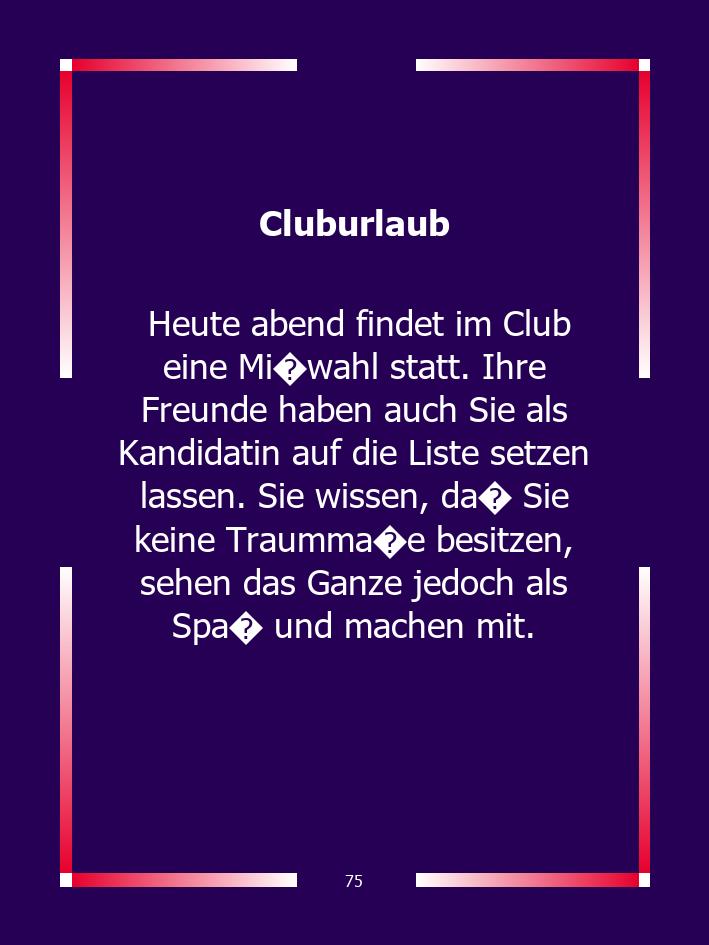 Cluburlaub
Heute abend findet im Club
eine Mi�wahl statt. Ihre
Freunde haben auch Sie als
Kandidatin auf die Liste setzen
lassen. Sie wissen, da� Sie
keine Traumma�e besitzen,
sehen das Ganze jedoch als
Spa� und machen mit.
75